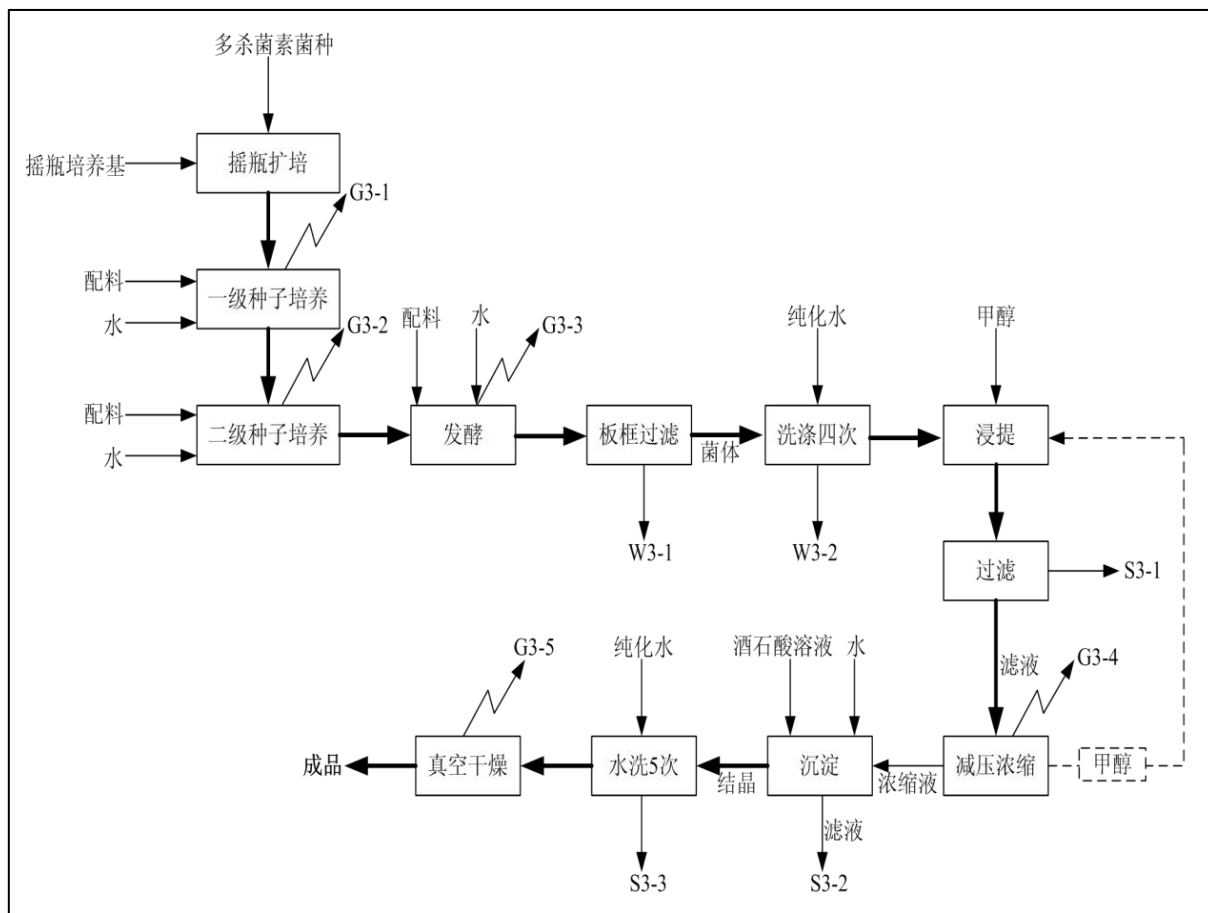 多杀菌素菌种
摇瓶培养基
摇瓶扩培
G3-1
配料
水
一级种子培养
G3-2
配料
水
G3-3
纯化水
甲醇
配料
水
二级种子培养
发酵
板框过滤
菌体
洗涤四次
浸提
W3-1
W3-2
过滤
S3-1
滤液
G3-4
G3-5
纯化水
酒石酸溶液
水
成品
真空干燥
水洗5次
结晶
沉淀
浓缩液
减压浓缩
甲醇
滤液
S3-3
S3-2